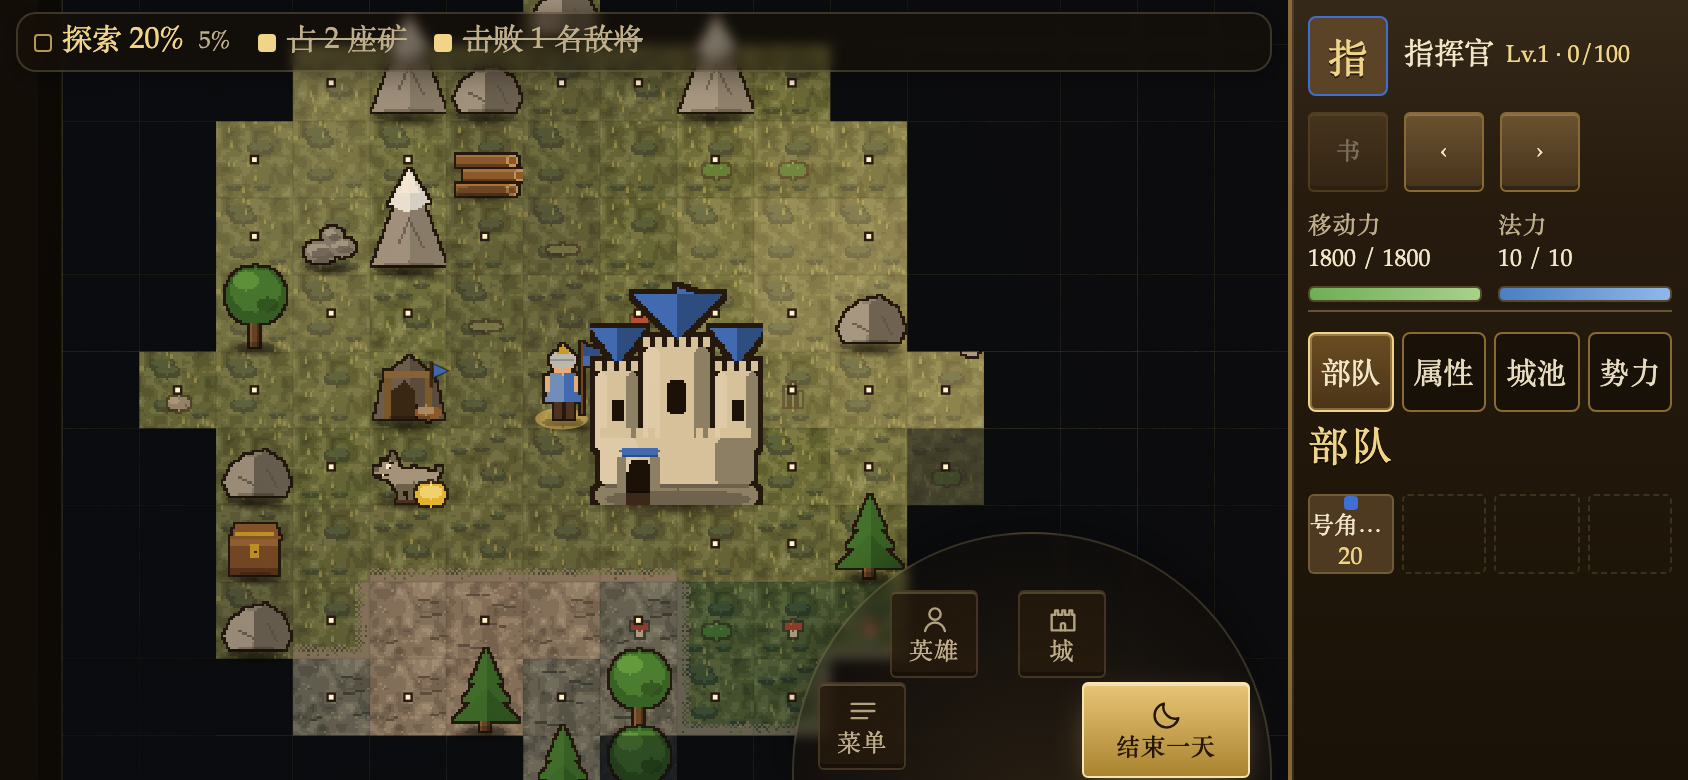 探索 20% 5% 占 2 座矿 击败 1 名敌将
指 指挥官 Lv.1 · 0/100
书 ‹ ›
移动力 法力
1800 / 1800 10 / 10
部队 属性 城池 势力
部队
号角…
20
英雄 城
菜单 结束一天